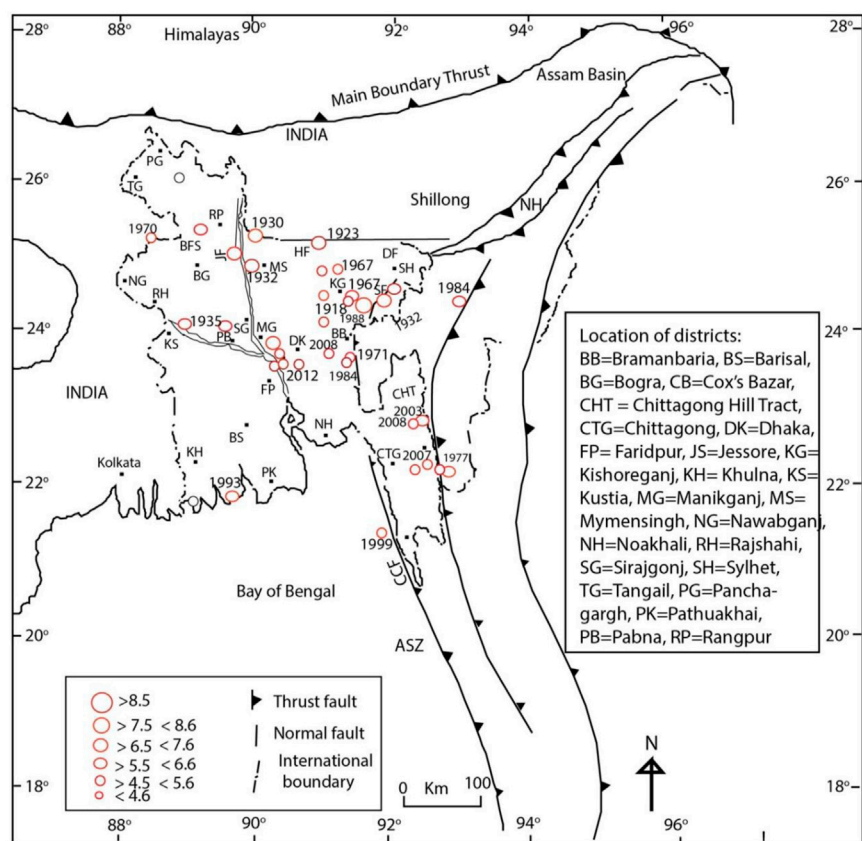 88° 90° 92° 94° 96°
28° Himalayas 28°
Assam Basin
Main Boundary Thrust
INDIA
PG
26° TG 28°
Shillong
NH
RP 1930 1923
1970
BFS JF HF DF
MS 1967 SH
BG 1932
NG KG 1967 SF 1984
RH 1918 1988 1932
24° 1935 SG MG 24°
KS PB DK 2008 BB 1971
2012 1984
INDIA FP CHT
2003
NH 2008
BS
KH CTG 2007 1977
Kolkata PK
22° 1993 22°
1999
CCF
Bay of Bengal
20° ASZ 20°
Location of districts:
BB=Bramanbaria, BS=Barisal,
BG=Bogra, CB=Cox's Bazar,
CHT = Chittagong Hill Tract,
CTG=Chittagong, DK=Dhaka,
FP= Faridpur, JS=Jessore, KG=
Kishoreganj, KH= Khulna, KS=
Kustia, MG=Manikganj, MS=
Mymensingh, NG=Nawabganj,
NH=Noakhali, RH=Rajshahi,
SG=Sirajgonj, SH=Sylhet,
TG=Tangail, PG=Pancha-
gargh, PK=Pathuakhai,
PB=Pabna, RP=Rangpur
>8.5 Thrust fault
> 7.5 < 8.6
> 6.5 < 7.6 Normal fault
> 5.5 < 6.6 International
> 4.5 < 5.6 boundary
< 4.6
N
0 Km 100
18° 18°
88° 90° 92° 94° 96°